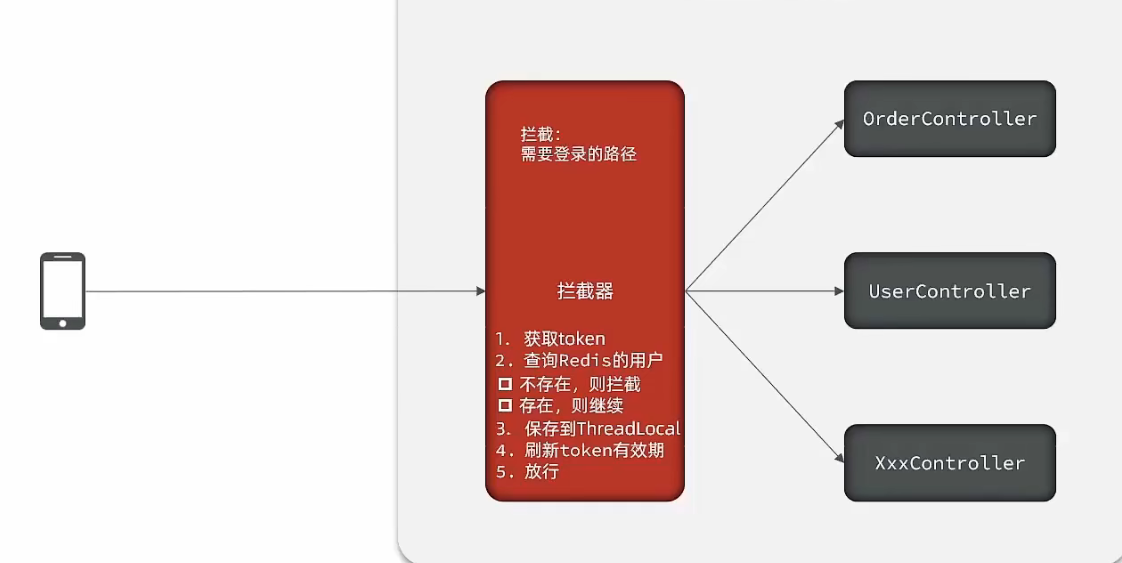 拦截：
需要登录的路径
拦截器
1. 获取token
2. 查询Redis的用户
不存在，则拦截
存在，则继续
3. 保存到ThreadLocal
4. 刷新token有效期
5. 放行
OrderController
UserController
XxxController